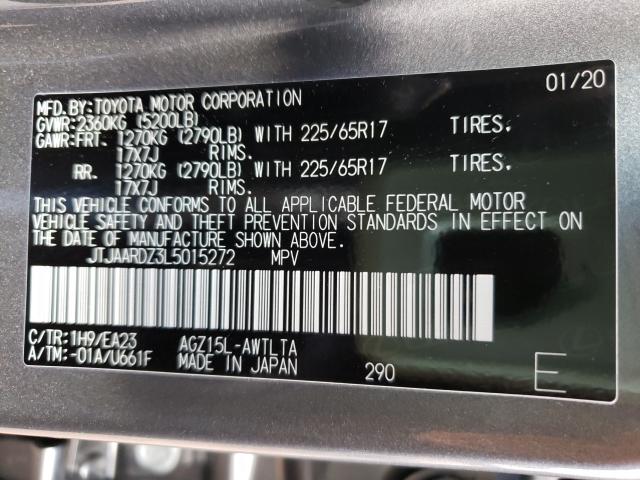 01/20
MFD.BY:TOYOTA MOTOR CORPORATION
GVWR:2360KG (5200LB)
GAWR:FRT. 1270KG (2790LB) WITH 225/65R17 TIRES.
17X7J RIMS.
RR. 1270KG (2790LB) WITH 225/65R17 TIRES.
17X7J RIMS.
THIS VEHICLE CONFORMS TO ALL APPLICABLE FEDERAL MOTOR
VEHICLE SAFETY AND THEFT PREVENTION STANDARDS IN EFFECT ON
THE DATE OF MANUFACTURE SHOWN ABOVE.
JTJAARDZ3L5015272 MPV
C/TR:1H9/EA23 AGZ15L-AWTLTA
A/TM:-01A/U661F MADE IN JAPAN 290 E